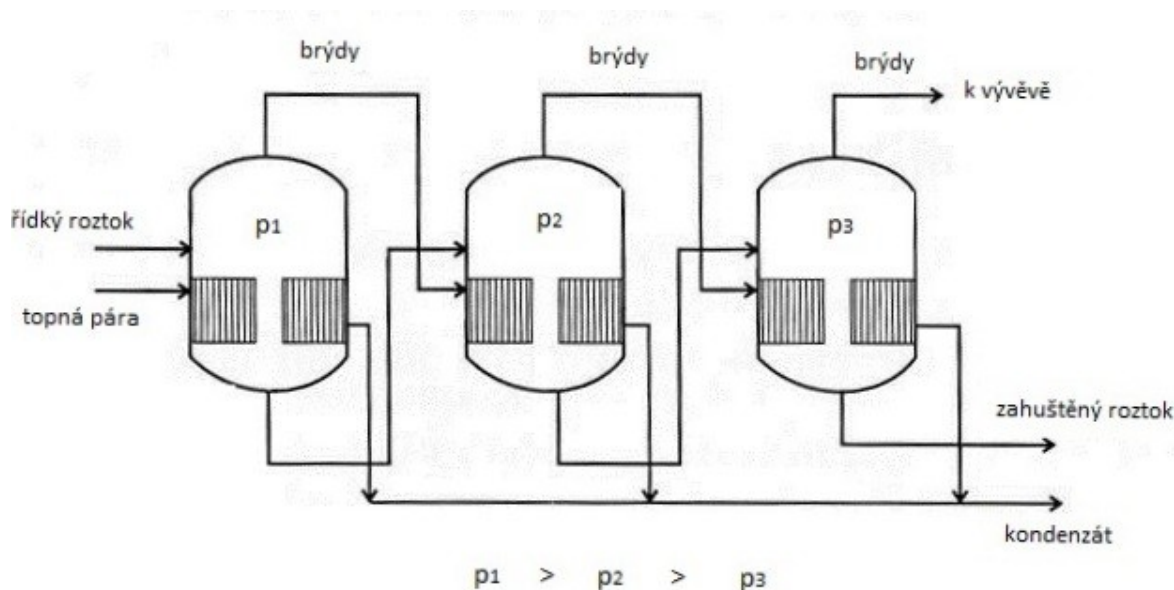 brýdy
brýdy
brýdy
k vývěvě
řídký roztok
p1
p2
p3
topná pára
zahuštěný roztok
kondenzát
p1 > p2 > p3